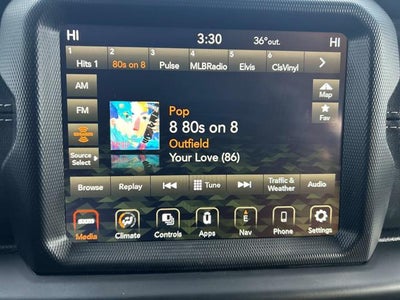 HI 3:30 36°out. HI
1 2 3 4 5 6
Hits 1 80s on 8 Pulse MLBRadio Elvis ClsVinyl
AM
Map
FM
Fav
Pop
8 80s on 8
Outfield
Your Love (86)
Source
Select
Browse Replay Tune Traffic & Weather Audio
Media Climate Controls Apps Nav Phone Settings